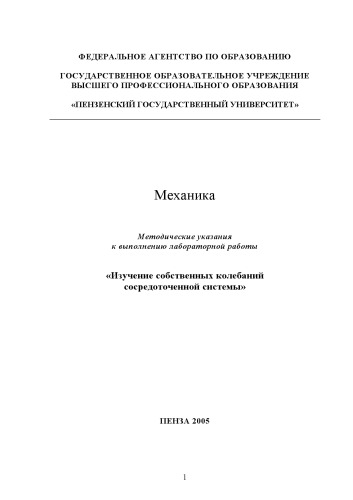 ФЕДЕРАЛЬНОЕ АГЕНТСТВО ПО ОБРАЗОВАНИЮ
ГОСУДАРСТВЕННОЕ ОБРАЗОВАТЕЛЬНОЕ УЧРЕЖДЕНИЕ
ВЫСШЕГО ПРОФЕССИОНАЛЬНОГО ОБРАЗОВАНИЯ
«ПЕНЗЕНСКИЙ ГОСУДАРСТВЕННЫЙ УНИВЕРСИТЕТ»
Механика
Методические указания
к выполнению лабораторной работы
«Изучение собственных колебаний
сосредоточенной системы»
ПЕНЗА 2005
1